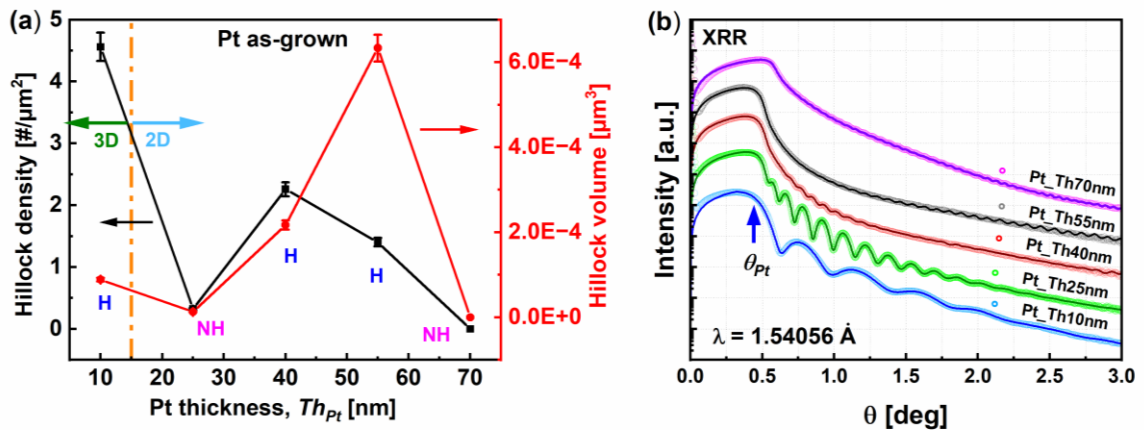 (a)
Pt as-grown
Hillock density [#/µm²]
5
4
3
2
1
0
3D
2D
H
NH
H
H
NH
6.0E−4
4.0E−4
2.0E−4
0.0E+0
Hillock volume [µm³]
10 20 30 40 50 60 70
Pt thickness, Th_Pt [nm]
(b)
XRR
Intensity [a.u.]
Pt_Th70nm
Pt_Th55nm
Pt_Th40nm
Pt_Th25nm
Pt_Th10nm
θ_Pt
λ = 1.54056 Å
0.0 0.5 1.0 1.5 2.0 2.5 3.0
θ [deg]